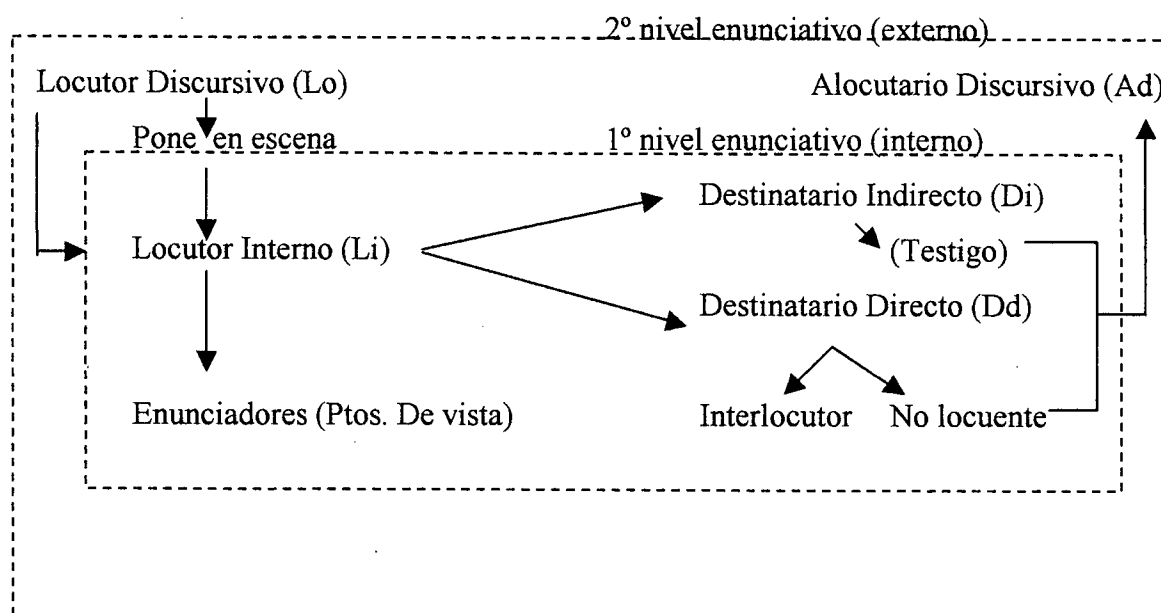 2º nivel enunciativo (externo)
Locutor Discursivo (Lo)
Alocutario Discursivo (Ad)
Pone en escena
1º nivel enunciativo (interno)
Destinatario Indirecto (Di)
Locutor Interno (Li)
(Testigo)
Destinatario Directo (Dd)
Enunciadores (Ptos. De vista)
Interlocutor
No locuente